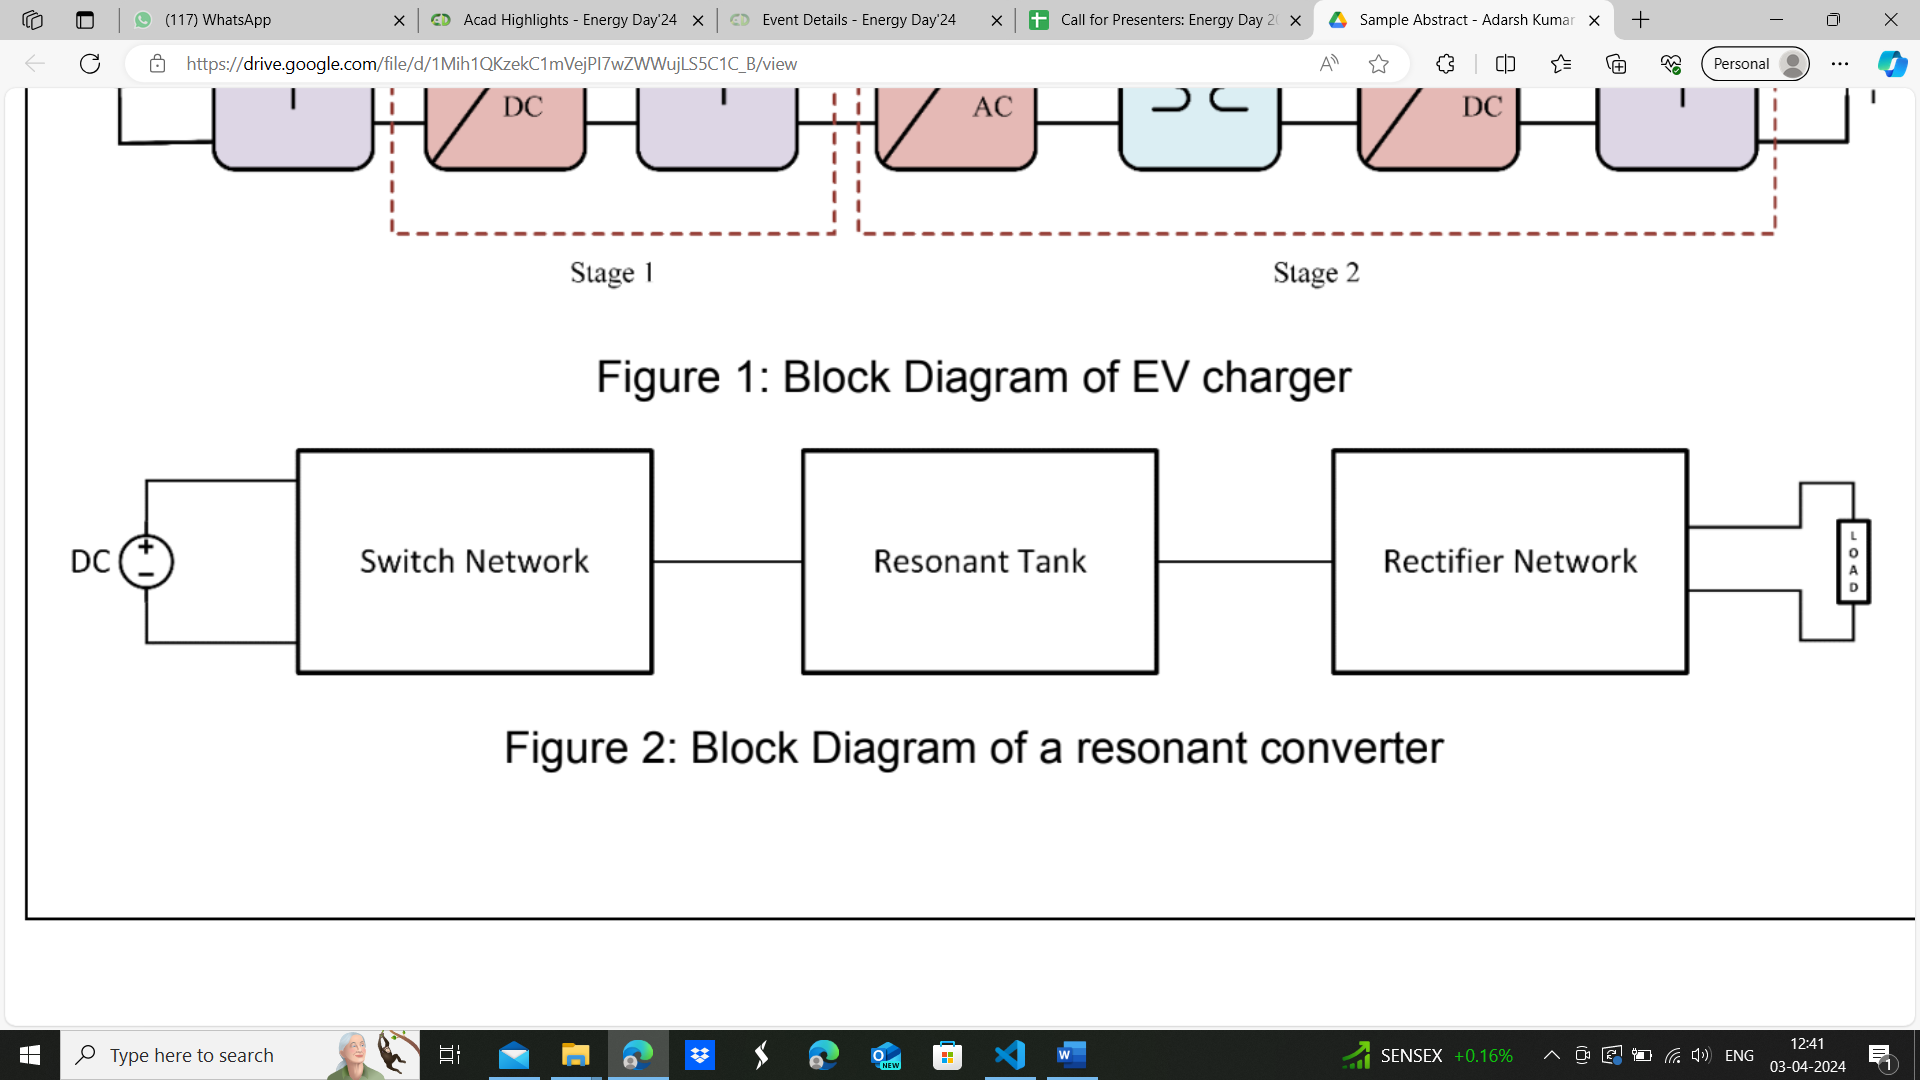 (117) WhatsApp
Acad Highlights - Energy Day'24
Event Details - Energy Day'24
Call for Presenters: Energy Day 20
Sample Abstract - Adarsh Kumar
https://drive.google.com/file/d/1Mih1QKzekC1mVejPI7wZWWujLS5C1C_B/view
Personal
DC
AC
DC
Stage 1
Stage 2
Figure 1: Block Diagram of EV charger
DC
+
−
Switch Network
Resonant Tank
Rectifier Network
LOAD
Figure 2: Block Diagram of a resonant converter
Type here to search
NEW
SENSEX +0.16%
ENG
12:41
03-04-2024
1